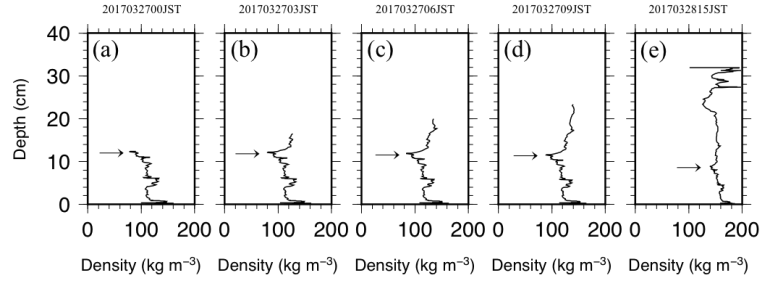 2017032700JST 2017032703JST 2017032706JST 2017032709JST 2017032815JST
(a) (b) (c) (d) (e)
Depth (cm)
40
30
20
10
0
0 100 200 0 100 200 0 100 200 0 100 200 0 100 200
Density (kg m⁻³) Density (kg m⁻³) Density (kg m⁻³) Density (kg m⁻³) Density (kg m⁻³)